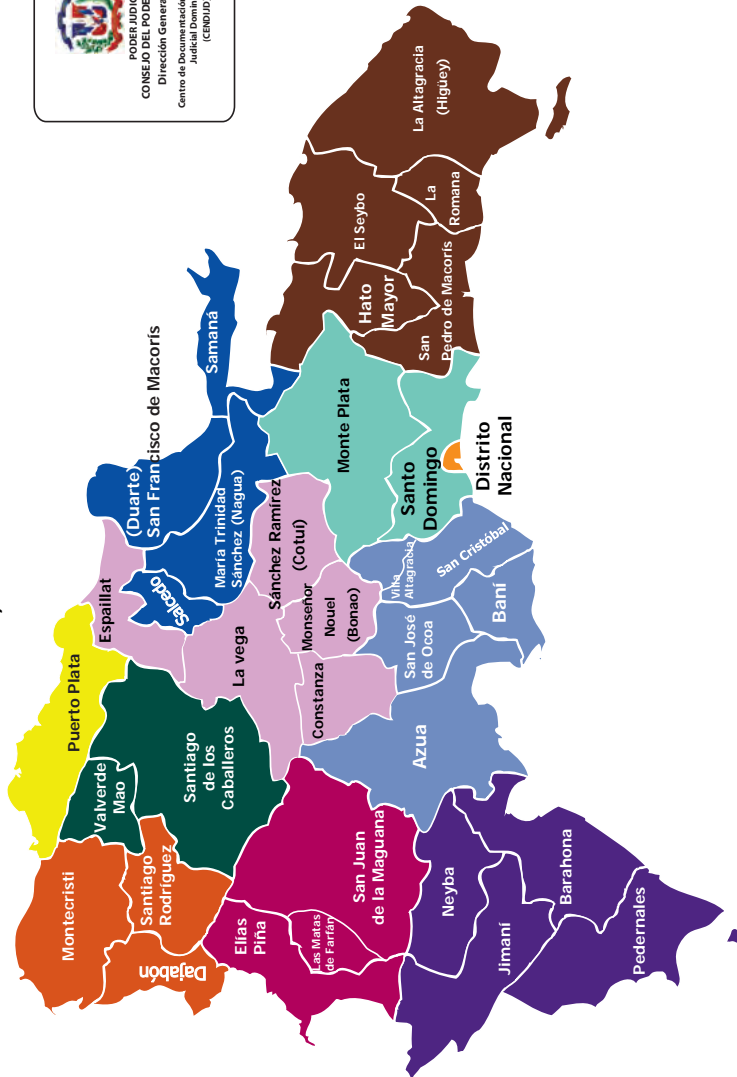 PODER JUDIC
CONSEJO DEL PODE
Dirección Genera
Centro de Documentación
Judicial Domin
(CENDIJD)
Puerto Plata
Montecristi
Valverde
Mao
Espaillat
(Duarte)
San Francisco de Macorís
Samaná
Dajabón
Santiago
Rodríguez
Santiago
de los
Caballeros
Salcedo
María Trinidad
Sánchez (Nagua)
La vega
Sánchez Ramírez
(Cotuí)
Elías
Piña
Las Matas
de Farfán
San Juan
de la Maguana
Constanza
Monseñor
Nouel
(Bonao)
Monte Plata
Hato
Mayor
El Seybo
La Altagracia
(Higüey)
Neyba
Azua
San José
de Ocoa
Villa
Altagracia
Santo
Domingo
San
Pedro de Macorís
La
Romana
Jimaní
Barahona
Baní
San Cristóbal
Distrito
Nacional
Pedernales